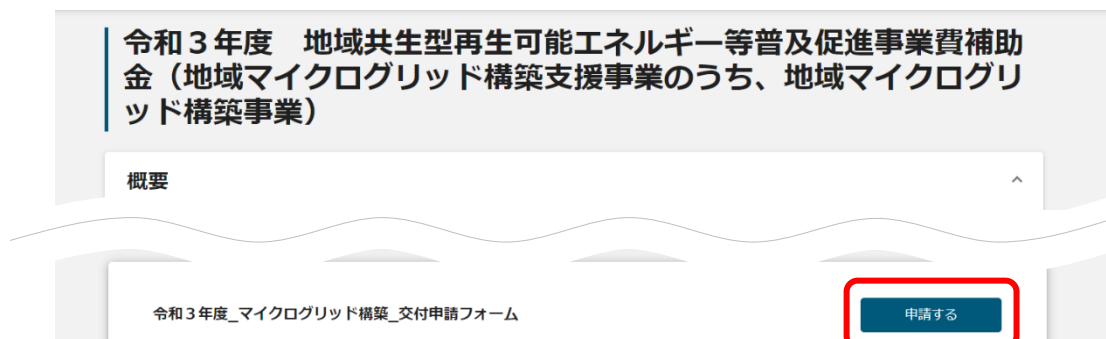 令和３年度　地域共生型再生可能エネルギー等普及促進事業費補助
金（地域マイクログリッド構築支援事業のうち、地域マイクログリ
ッド構築事業）
概要
令和３年度_マイクログリッド構築_交付申請フォーム
申請する